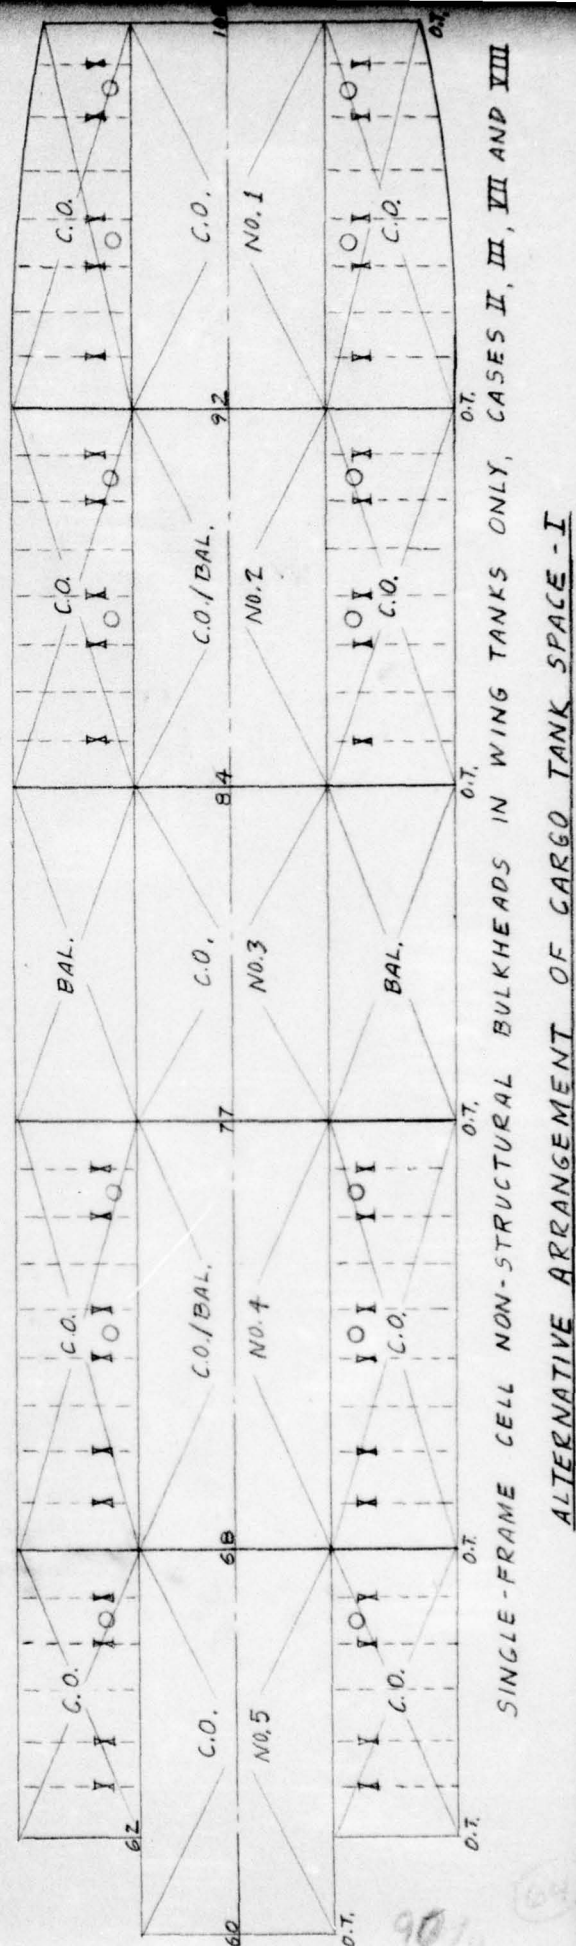 O.T. O.T. O.T. O.T. O.T. O.T.
C.O. C.O. C.O. C.O.
BAL.
C.O. C.O.
60 62 68 77 84 92 100
C.O. C.O./BAL. C.O. C.O./BAL. C.O.
NO.5 NO.4 NO.3 NO.2 NO.1
C.O. C.O. BAL. C.O. C.O.
O.T.
SINGLE-FRAME CELL NON-STRUCTURAL BULKHEADS IN WING TANKS ONLY, CASES II, III, VII AND VIII
ALTERNATIVE ARRANGEMENT OF CARGO TANK SPACE - I